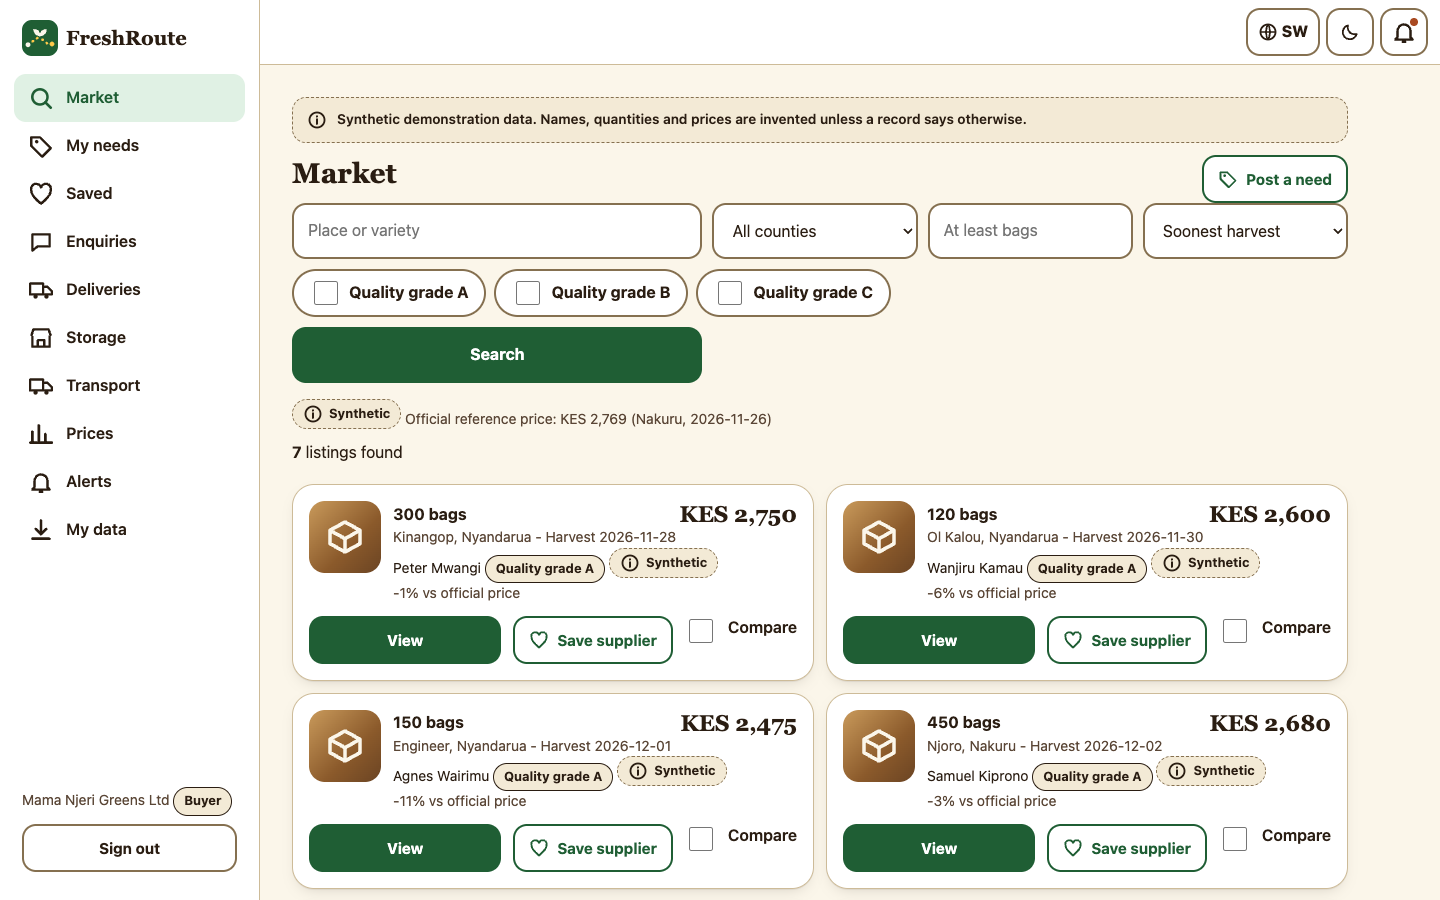 FreshRoute
SW
Market
My needs
Saved
Enquiries
Deliveries
Storage
Transport
Prices
Alerts
My data
Mama Njeri Greens Ltd Buyer
Sign out
Synthetic demonstration data. Names, quantities and prices are invented unless a record says otherwise.
Market
Post a need
Place or variety
All counties
At least bags
Soonest harvest
Quality grade A
Quality grade B
Quality grade C
Search
Synthetic Official reference price: KES 2,769 (Nakuru, 2026-11-26)
7 listings found
300 bags
KES 2,750
Kinangop, Nyandarua - Harvest 2026-11-28
Peter Mwangi Quality grade A Synthetic
-1% vs official price
View
Save supplier
Compare
120 bags
KES 2,600
Ol Kalou, Nyandarua - Harvest 2026-11-30
Wanjiru Kamau Quality grade A Synthetic
-6% vs official price
View
Save supplier
Compare
150 bags
KES 2,475
Engineer, Nyandarua - Harvest 2026-12-01
Agnes Wairimu Quality grade A Synthetic
-11% vs official price
View
Save supplier
Compare
450 bags
KES 2,680
Njoro, Nakuru - Harvest 2026-12-02
Samuel Kiprono Quality grade A Synthetic
-3% vs official price
View
Save supplier
Compare